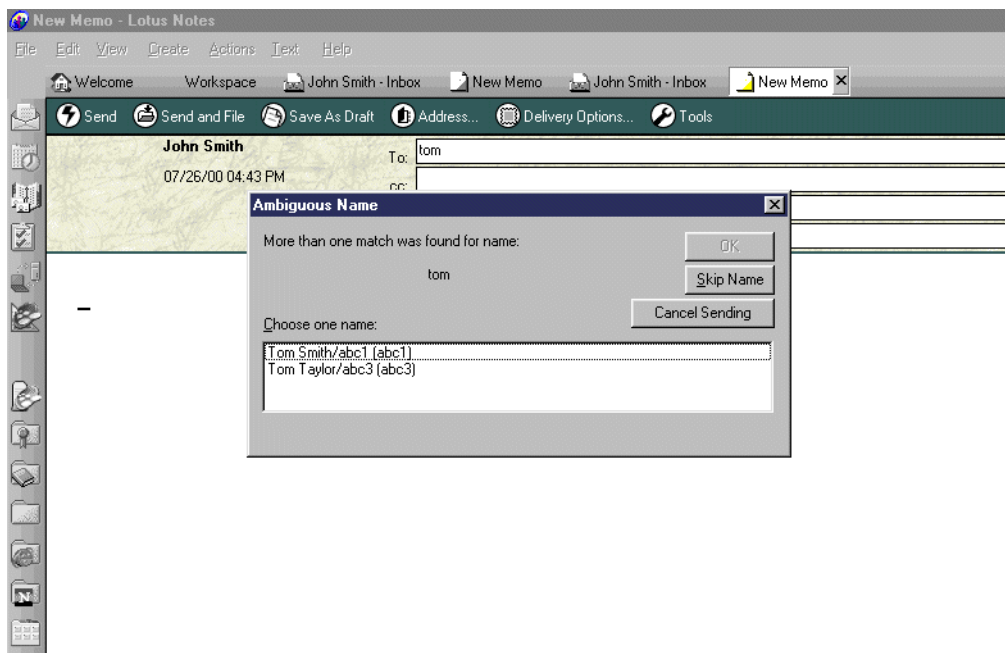 New Memo - Lotus Notes
File Edit View Create Actions Text Help
Welcome Workspace John Smith - Inbox New Memo John Smith - Inbox New Memo
Send Send and File Save As Draft Address... Delivery Options... Tools
John Smith To: tom
07/26/00 04:43 PM cc:
Ambiguous Name
More than one match was found for name:
OK
tom
Skip Name
Cancel Sending
Choose one name:
Tom Smith/abc1 (abc1)
Tom Taylor/abc3 (abc3)
N